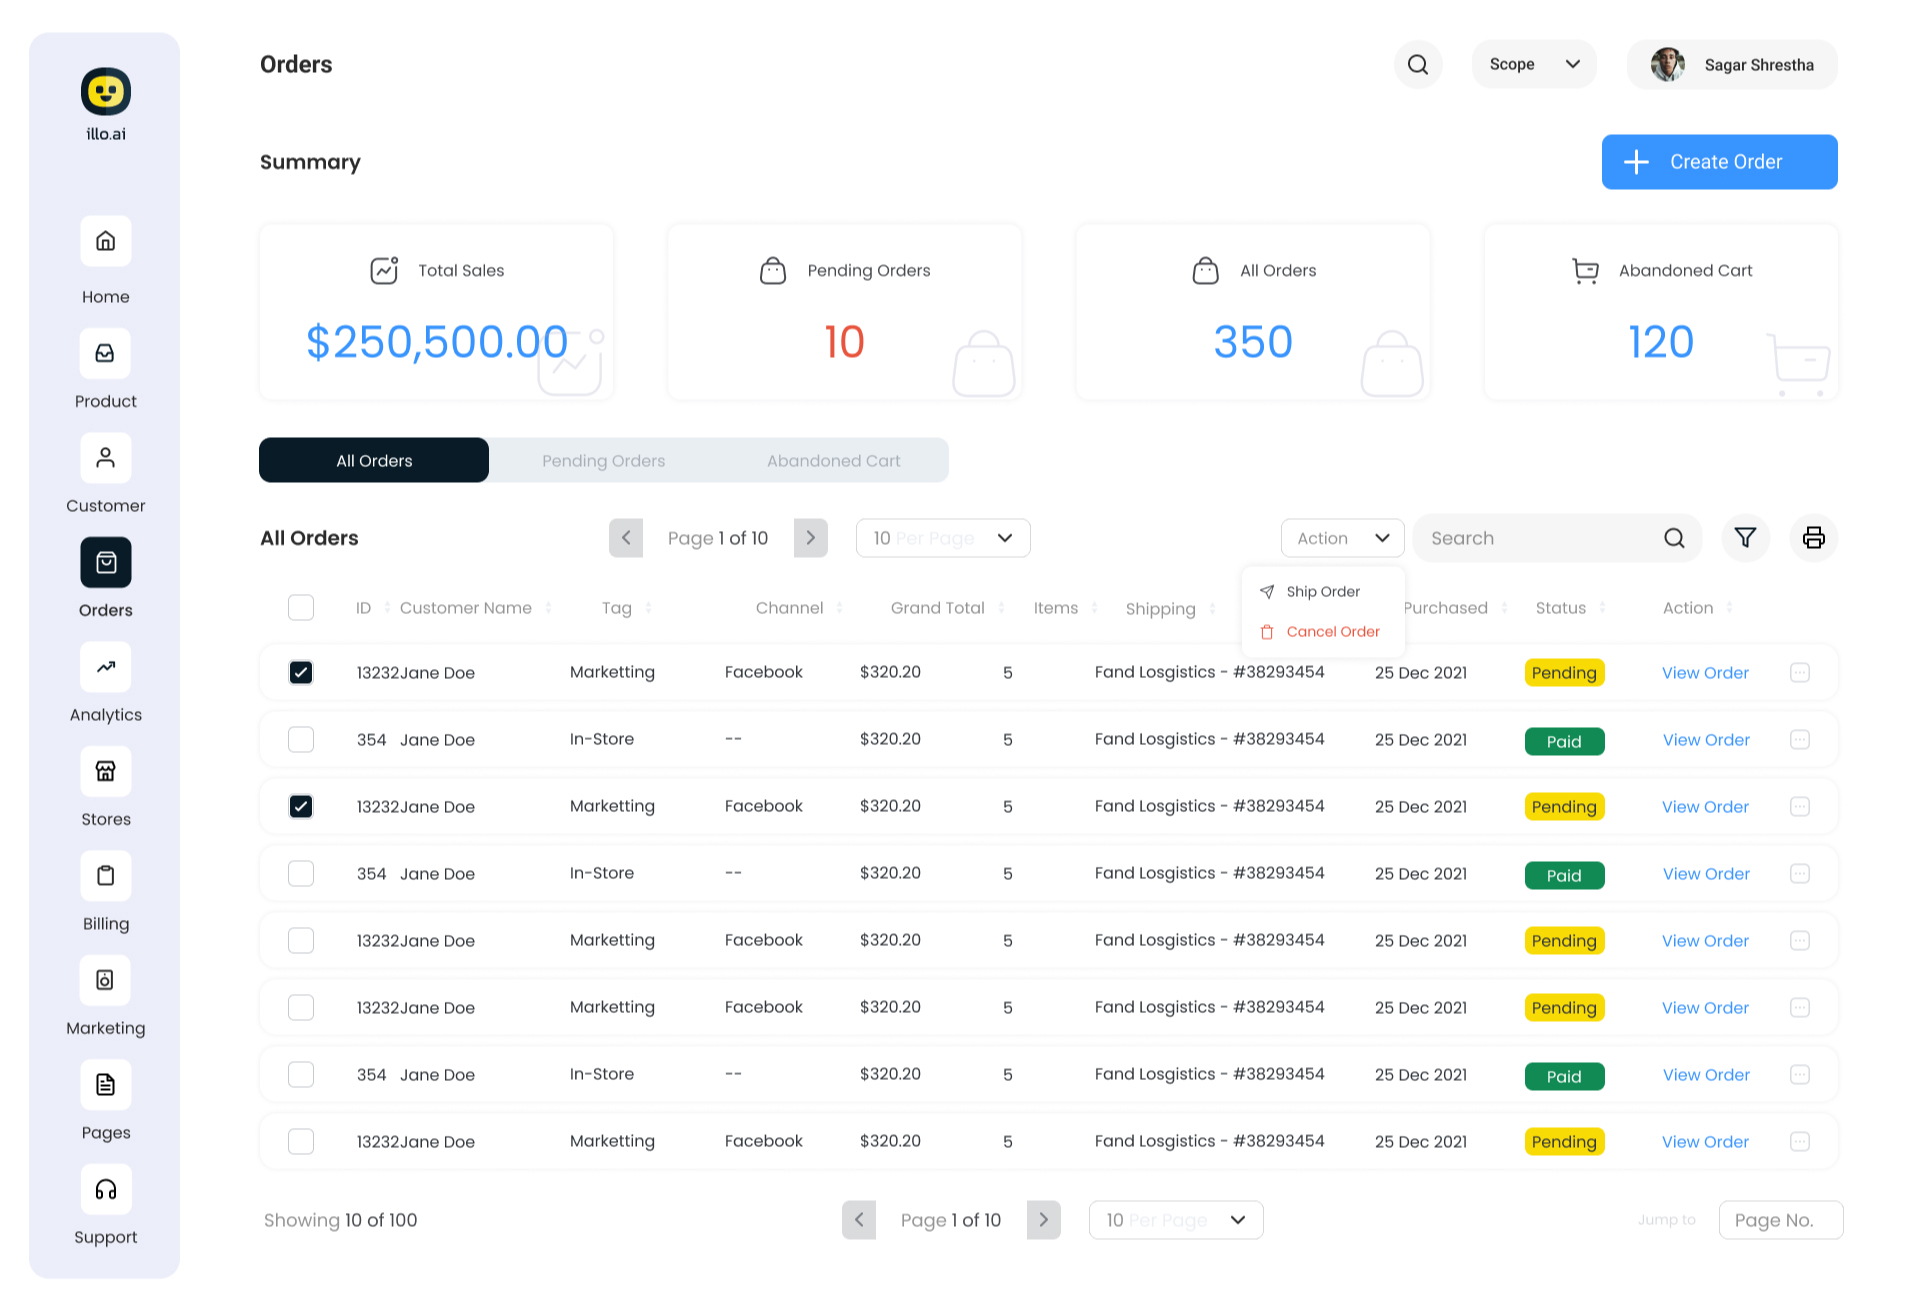 illo.ai
Home
Product
Customer
Orders
Analytics
Stores
Billing
Marketing
Pages
Support
Orders
Scope
Sagar Shrestha
Summary
Create Order
Total Sales
$250,500.00
Pending Orders
10
All Orders
350
Abandoned Cart
120
All Orders Pending Orders Abandoned Cart
All Orders
Page 1 of 10
10 Per Page
Action
Search
Ship Order
Cancel Order
ID Customer Name Tag Channel Grand Total Items Shipping Purchased Status Action
13232 Jane Doe Marketting Facebook $320.20 5 Fand Losgistics - #38293454 25 Dec 2021 Pending View Order
354 Jane Doe In-Store -- $320.20 5 Fand Losgistics - #38293454 25 Dec 2021 Paid View Order
13232 Jane Doe Marketting Facebook $320.20 5 Fand Losgistics - #38293454 25 Dec 2021 Pending View Order
354 Jane Doe In-Store -- $320.20 5 Fand Losgistics - #38293454 25 Dec 2021 Paid View Order
13232 Jane Doe Marketting Facebook $320.20 5 Fand Losgistics - #38293454 25 Dec 2021 Pending View Order
13232 Jane Doe Marketting Facebook $320.20 5 Fand Losgistics - #38293454 25 Dec 2021 Pending View Order
354 Jane Doe In-Store -- $320.20 5 Fand Losgistics - #38293454 25 Dec 2021 Paid View Order
13232 Jane Doe Marketting Facebook $320.20 5 Fand Losgistics - #38293454 25 Dec 2021 Pending View Order
Showing 10 of 100
Page 1 of 10
10 Per Page
Jump to
Page No.